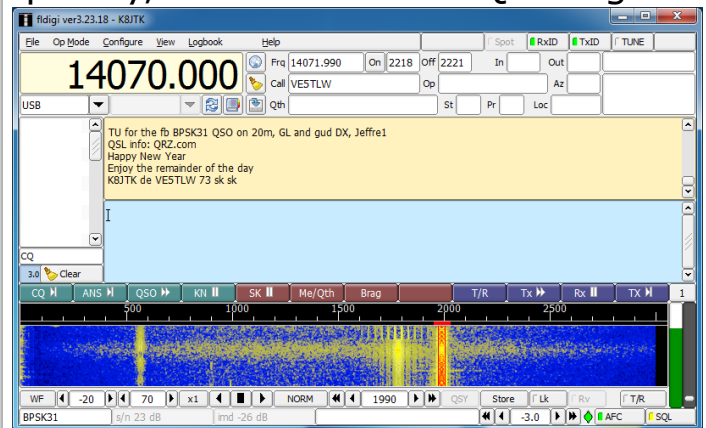 fldigi ver3.23.18 - K8JTK
File Op Mode Configure View Logbook Help Spot RxID TxID TUNE
14070.000
Frq 14071.990 On 2218 Off 2221 In Out
Call VE5TLW Op Az
USB Qth St Pr Loc
TU for the fb BPSK31 QSO on 20m, GL and gud DX, Jeffre1
QSL info: QRZ.com
Happy New Year
Enjoy the remainder of the day
K8JTK de VE5TLW 73 sk sk
CQ
3.0 Clear
CQ ANS QSO KN SK Me/Qth Brag T/R Tx Rx TX 1
500 1000 1500 2000 2500
WF -20 70 x1 NORM 1990 QSY Store Lk Rv T/R
BPSK31 s/n 23 dB imd -26 dB -3.0 AFC SQL